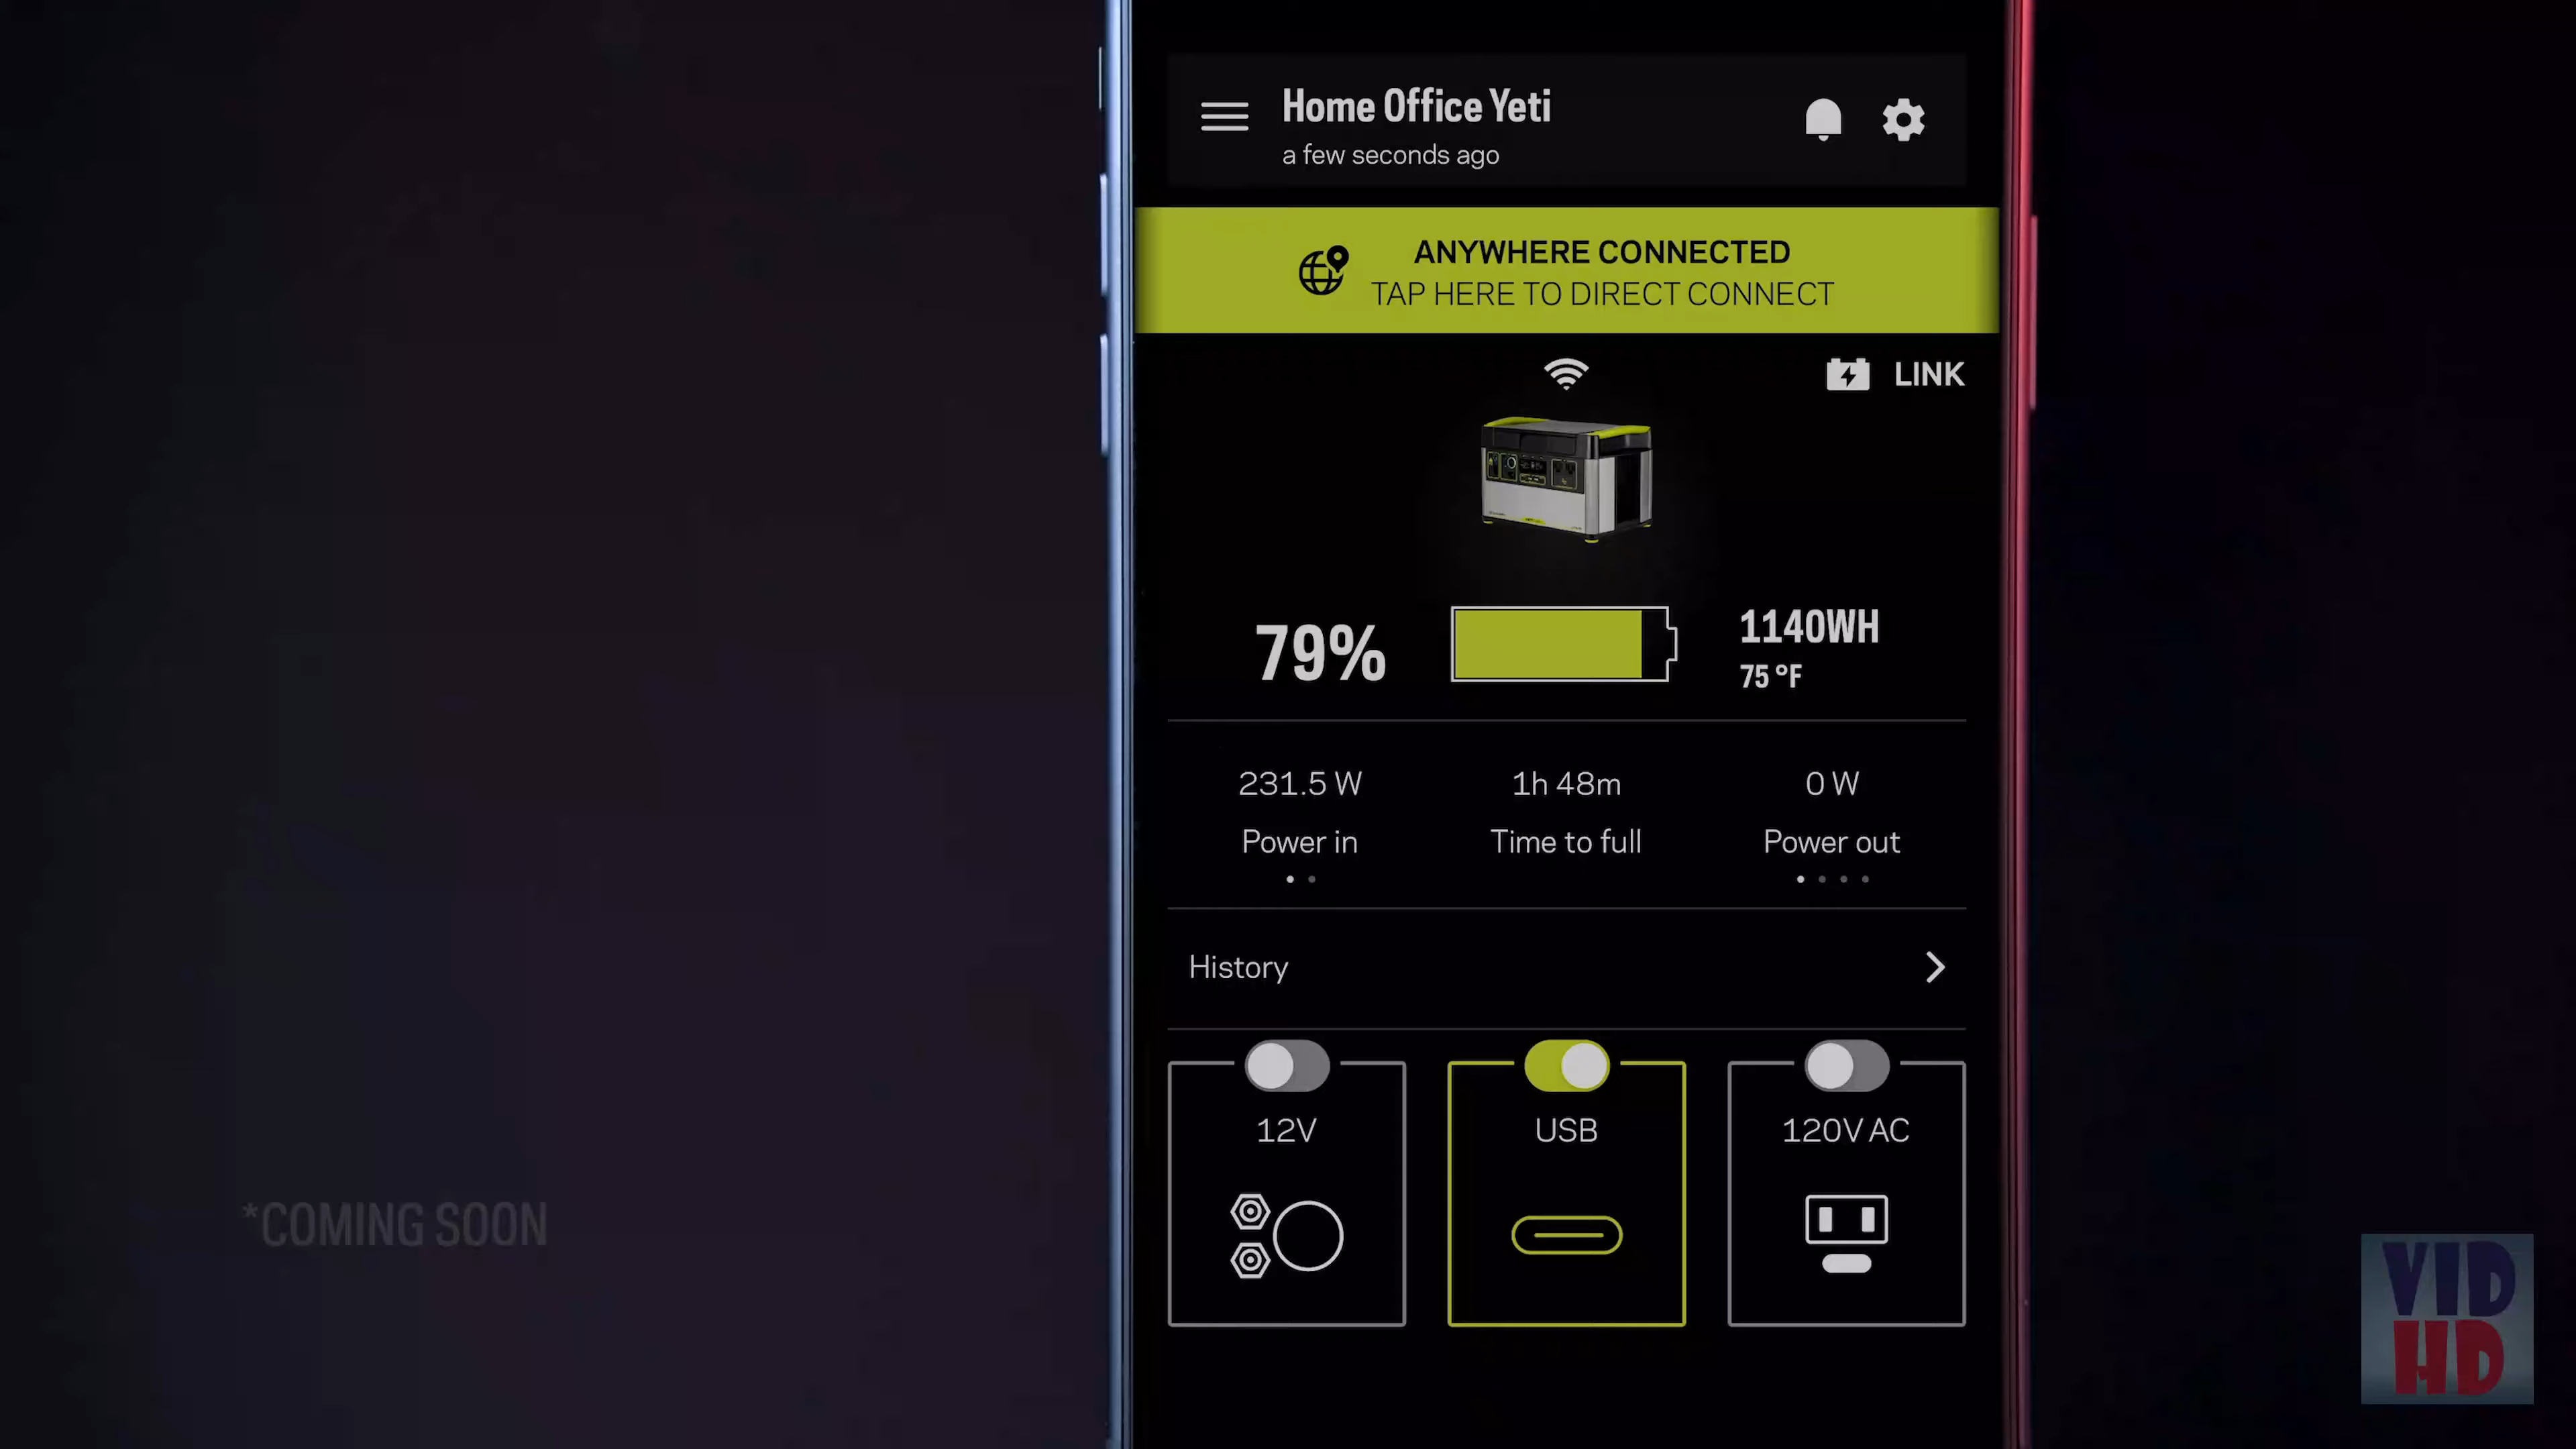 Home Office Yeti
a few seconds ago
ANYWHERE CONNECTED
TAP HERE TO DIRECT CONNECT
LINK
79%
1140WH
75 °F
231.5 W
1h 48m
0 W
Power in
Time to full
Power out
History
12V
USB
120V AC
*COMING SOON
VID
HD